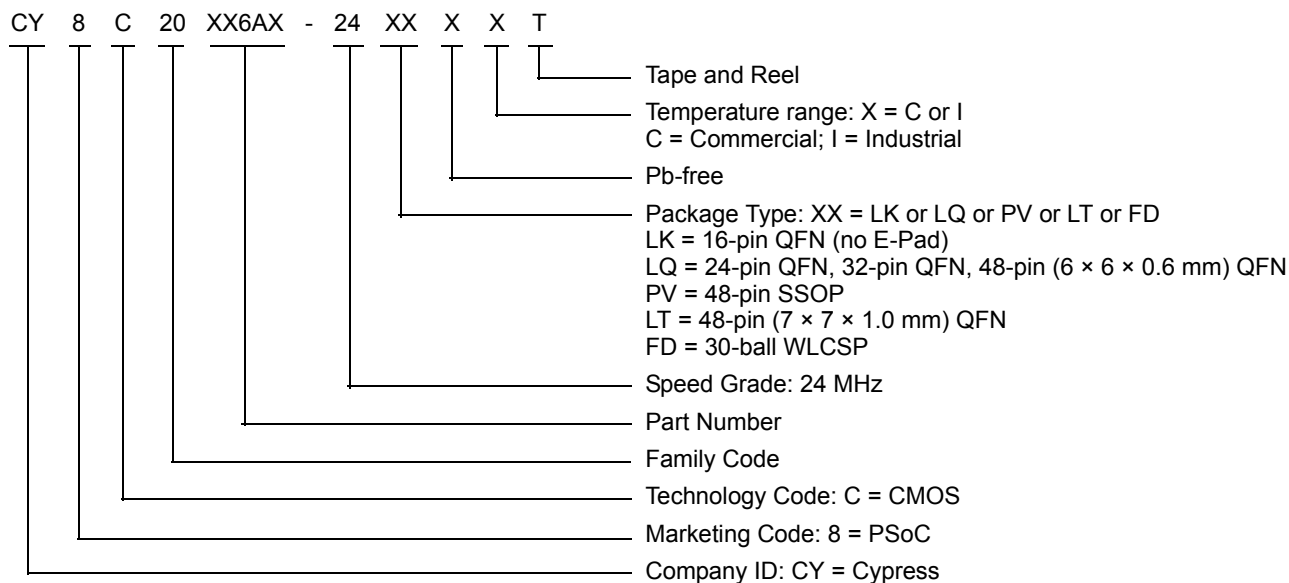 CY 8 C 20 XX6AX - 24 XX X X T
Tape and Reel
Temperature range: X = C or I
C = Commercial; I = Industrial
Pb-free
Package Type: XX = LK or LQ or PV or LT or FD
LK = 16-pin QFN (no E-Pad)
LQ = 24-pin QFN, 32-pin QFN, 48-pin (6 × 6 × 0.6 mm) QFN
PV = 48-pin SSOP
LT = 48-pin (7 × 7 × 1.0 mm) QFN
FD = 30-ball WLCSP
Speed Grade: 24 MHz
Part Number
Family Code
Technology Code: C = CMOS
Marketing Code: 8 = PSoC
Company ID: CY = Cypress